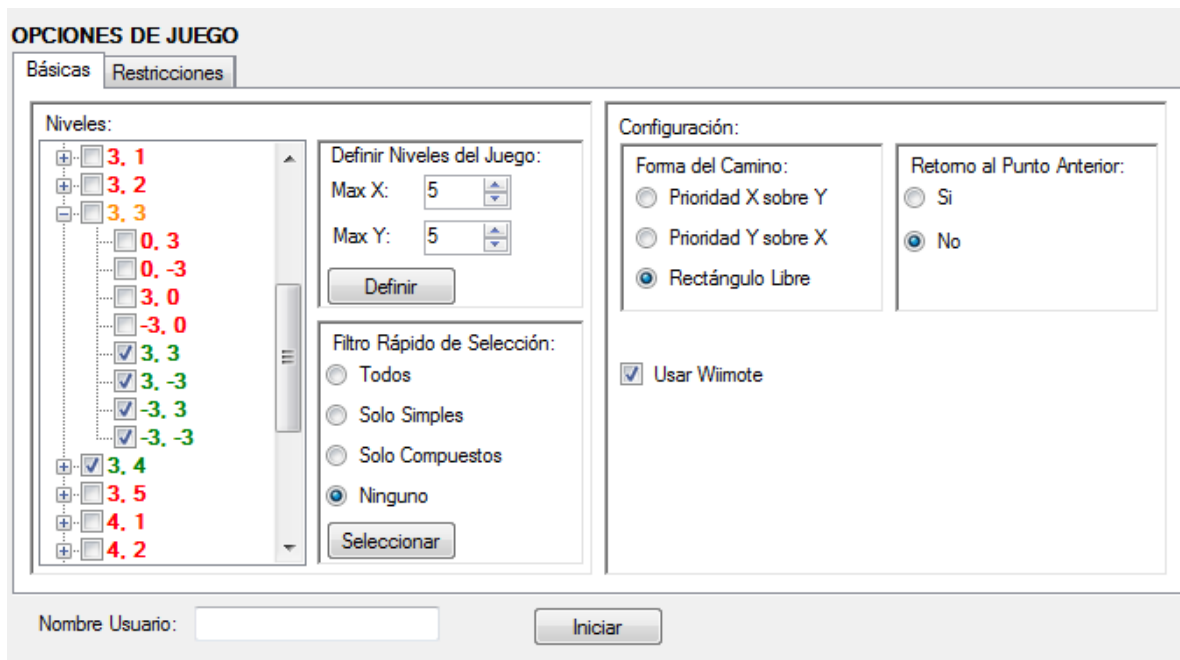 OPCIONES DE JUEGO
Básicas
Restricciones
Niveles:
3, 1
3, 2
3, 3
0, 3
0, -3
3, 0
-3, 0
3, 3
3, -3
-3, 3
-3, -3
3, 4
3, 5
4, 1
4, 2
Definir Niveles del Juego:
Max X: 5
Max Y: 5
Definir
Filtro Rápido de Selección:
Todos
Solo Simples
Solo Compuestos
Ninguno
Seleccionar
Configuración:
Forma del Camino:
Prioridad X sobre Y
Prioridad Y sobre X
Rectángulo Libre
Retorno al Punto Anterior:
Si
No
Usar Wiimote
Nombre Usuario:
Iniciar